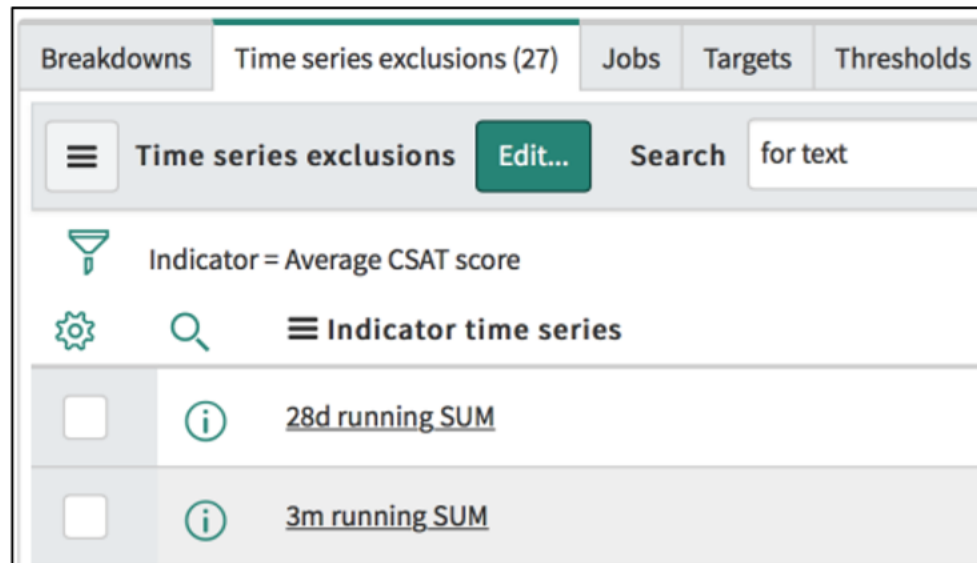 Breakdowns Time series exclusions (27) Jobs Targets Thresholds
Time series exclusions Edit... Search for text
Indicator = Average CSAT score
Indicator time series
28d running SUM
3m running SUM